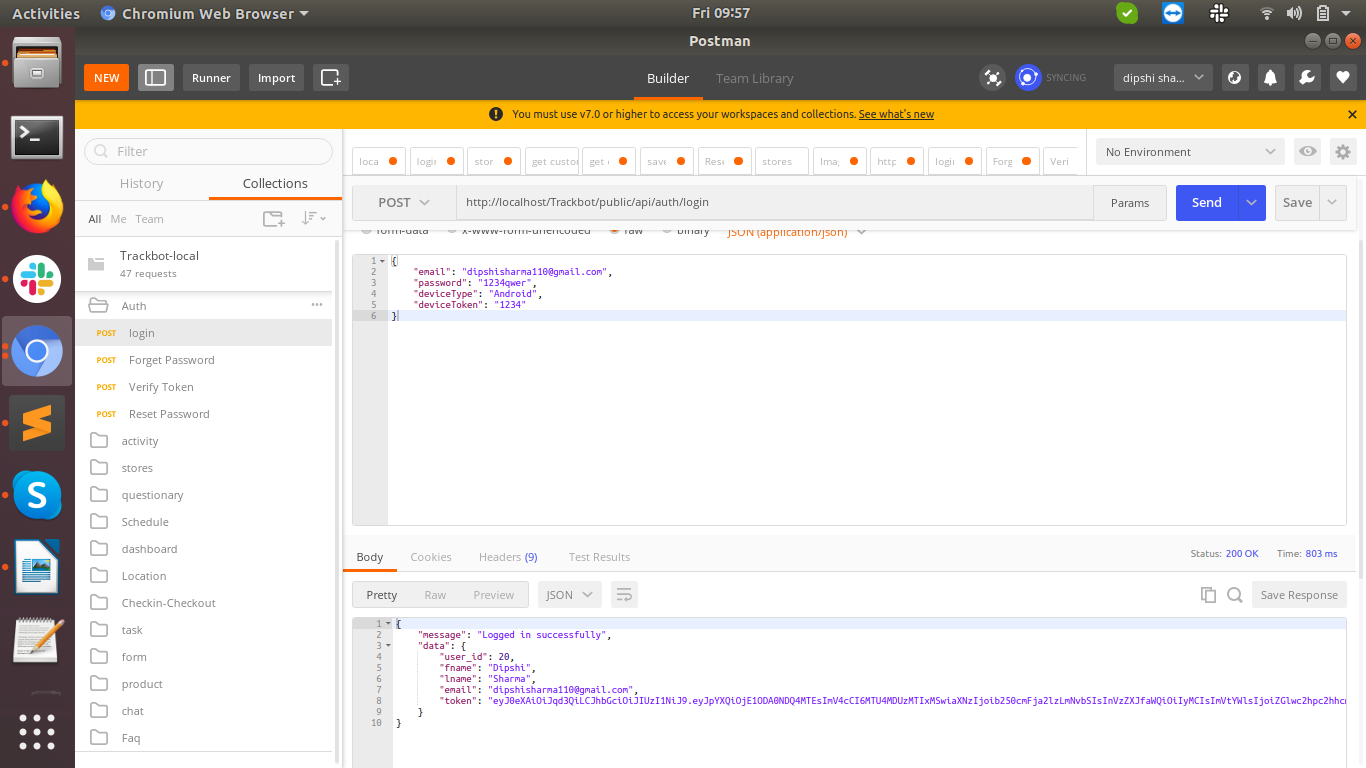 Activities Chromium Web Browser Fri 09:57
Postman
NEW Runner Import Builder Team Library SYNCING dipshi sha...
You must use v7.0 or higher to access your workspaces and collections. See what's new
Filter
History Collections
All Me Team
Trackbot-local
47 requests
Auth
POST login
POST Forget Password
POST Verify Token
POST Reset Password
activity
stores
questionary
Schedule
dashboard
Location
Checkin-Checkout
task
form
product
chat
Faq
loca login stor get custo get save Rese stores Ima http login Forg Veri
No Environment
POST http://localhost/Trackbot/public/api/auth/login Params Send Save
form-data x-www-form-urlencoded raw binary JSON (application/json)
1 {
2 "email": "dipshisharma110@gmail.com",
3 "password": "1234qwer",
4 "deviceType": "Android",
5 "deviceToken": "1234"
6 }
Body Cookies Headers (9) Test Results Status: 200 OK Time: 803 ms
Pretty Raw Preview JSON Save Response
1 {
2 "message": "Logged in successfully",
3 "data": {
4 "user_id": 20,
5 "fname": "Dipshi",
6 "lname": "Sharma",
7 "email": "dipshisharma110@gmail.com",
8 "token":
9 }
10 }